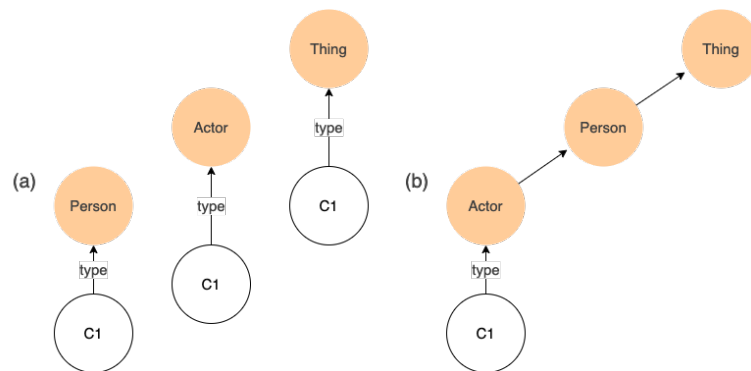 (a)
Person
type
C1
Actor
type
C1
Thing
type
C1
(b)
Thing
Person
Actor
type
C1